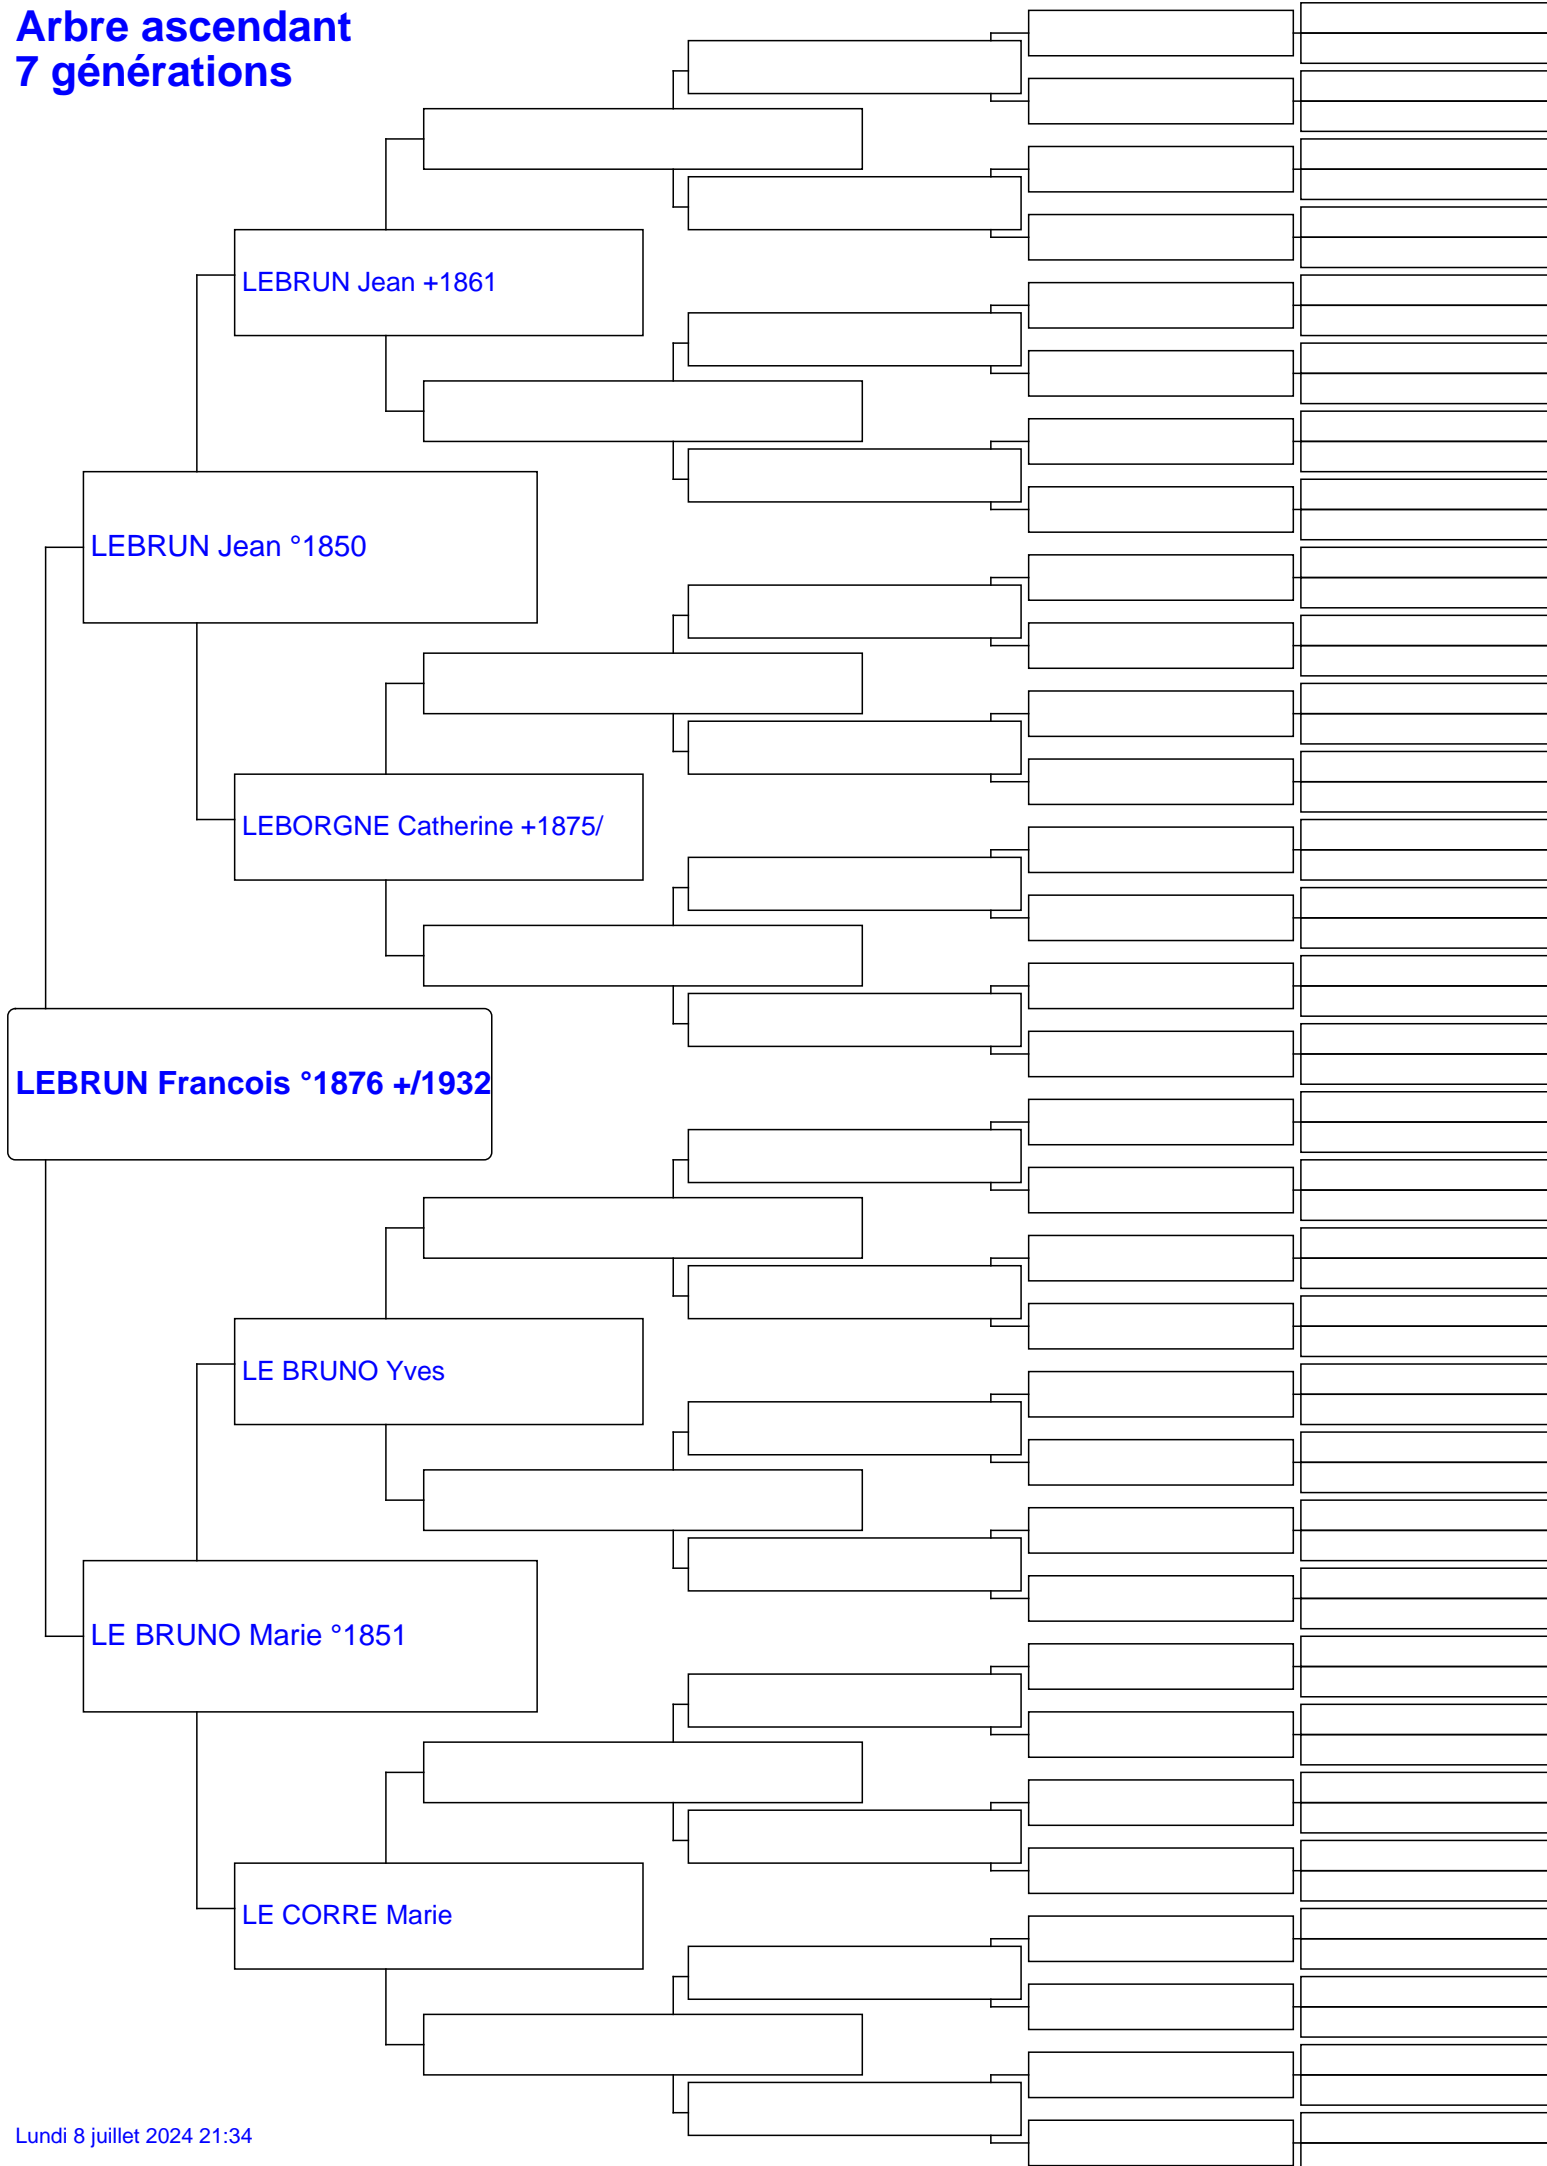 Arbre ascendant
7 générations
LEBRUN Jean +1861
LEBRUN Jean °1850
LEBORGNE Catherine +1875/
LEBRUN Francois °1876 +/1932
LE BRUNO Yves
LE BRUNO Marie °1851
LE CORRE Marie
Lundi 8 juillet 2024 21:34